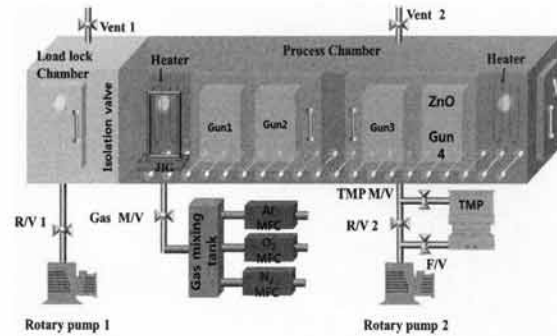 Vent 1
Vent 2
Load lock
Chamber
Isolation valve
Heater
Process Chamber
Heater
Gun1
Gun2
Gun3
ZnO
Gun
4
JIG
R/V 1
Gas M/V
Gas mixing
tank
Ar
MFC
O₂
MFC
N₂
MFC
TMP M/V
TMP
R/V 2
F/V
Rotary pump 1
Rotary pump 2